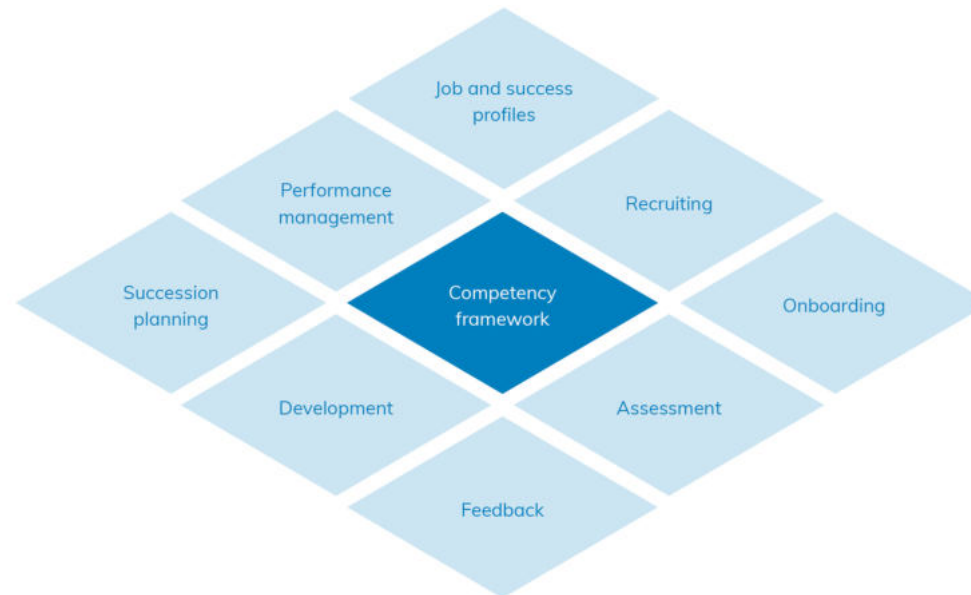 Job and success
profiles
Performance
management
Recruiting
Succession
planning
Competency
framework
Onboarding
Development
Assessment
Feedback